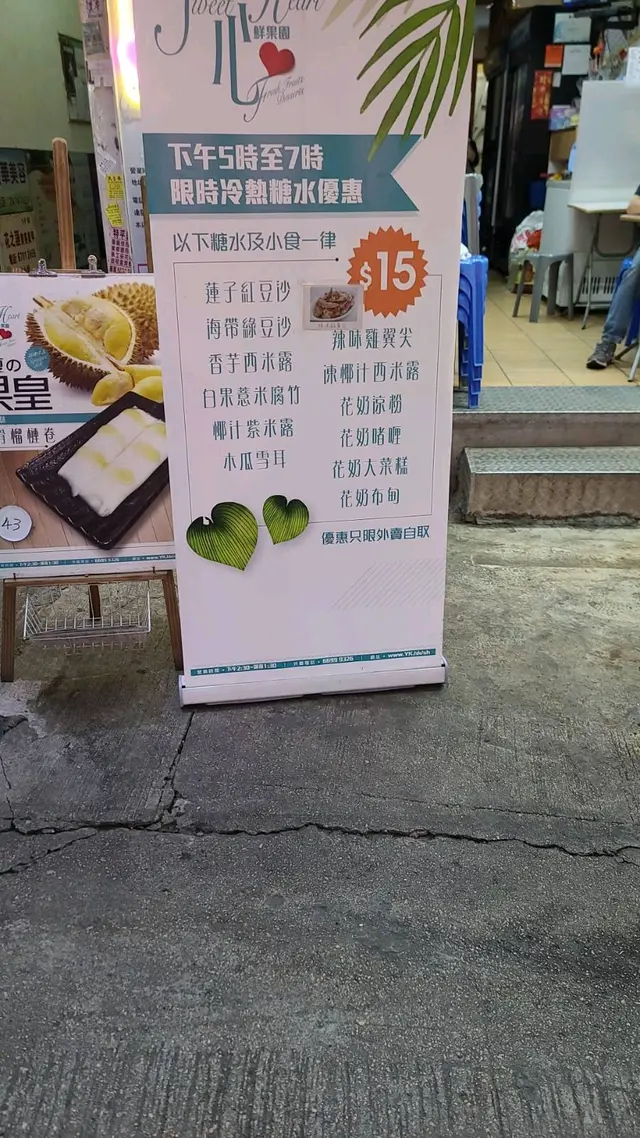 Sweet Heart
心
鮮果園
Fresh Fruits
Desserts
下午5時至7時
限時冷熱糖水優惠
以下糖水及小食一律
$15
蓮子紅豆沙
海帶綠豆沙
香芋西米露
白果薏米腐竹
椰汁紫米露
木瓜雪耳
辣味雞翼尖
凍椰汁西米露
花奶涼粉
花奶啫喱
花奶大菜糕
花奶布甸
優惠只限外賣自取
43